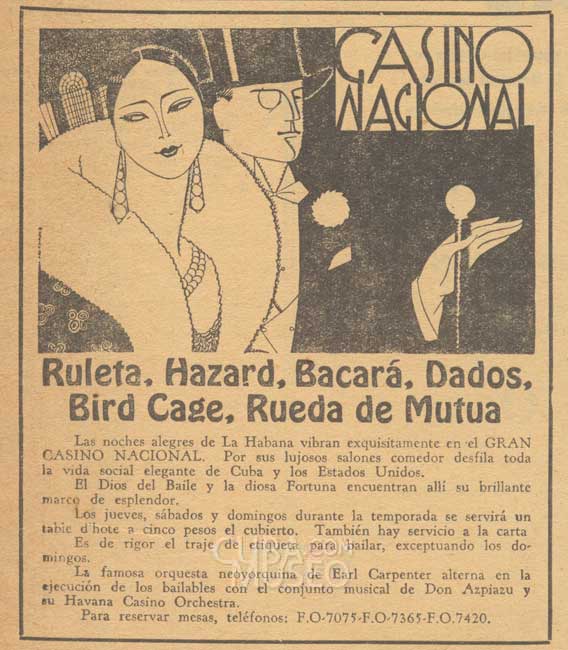 CASINO
NACIONAL
Ruleta, Hazard, Bacará, Dados,
Bird Cage, Rueda de Mutua
Las noches alegres de La Habana vibran exquisitamente en el GRAN
CASINO NACIONAL. Por sus lujosos salones comedor desfila toda
la vida social elegante de Cuba y los Estados Unidos.
El Dios del Baile y la diosa Fortuna encuentran allí su brillante
marco de esplendor.
Los jueves, sábados y domingos durante la temporada se servirá un
table d'hote a cinco pesos el cubierto. También hay servicio a la carta
Es de rigor el traje de etiqueta para bailar, exceptuando los do-
mingos.
La famosa orquesta neoyorquina de Earl Carpenter alterna en la
ejecución de los bailables con el conjunto musical de Don Azpiazu y
su Havana Casino Orchestra.
Para reservar mesas, teléfonos: F.O-7075-F.O-7365-F.O.7420.